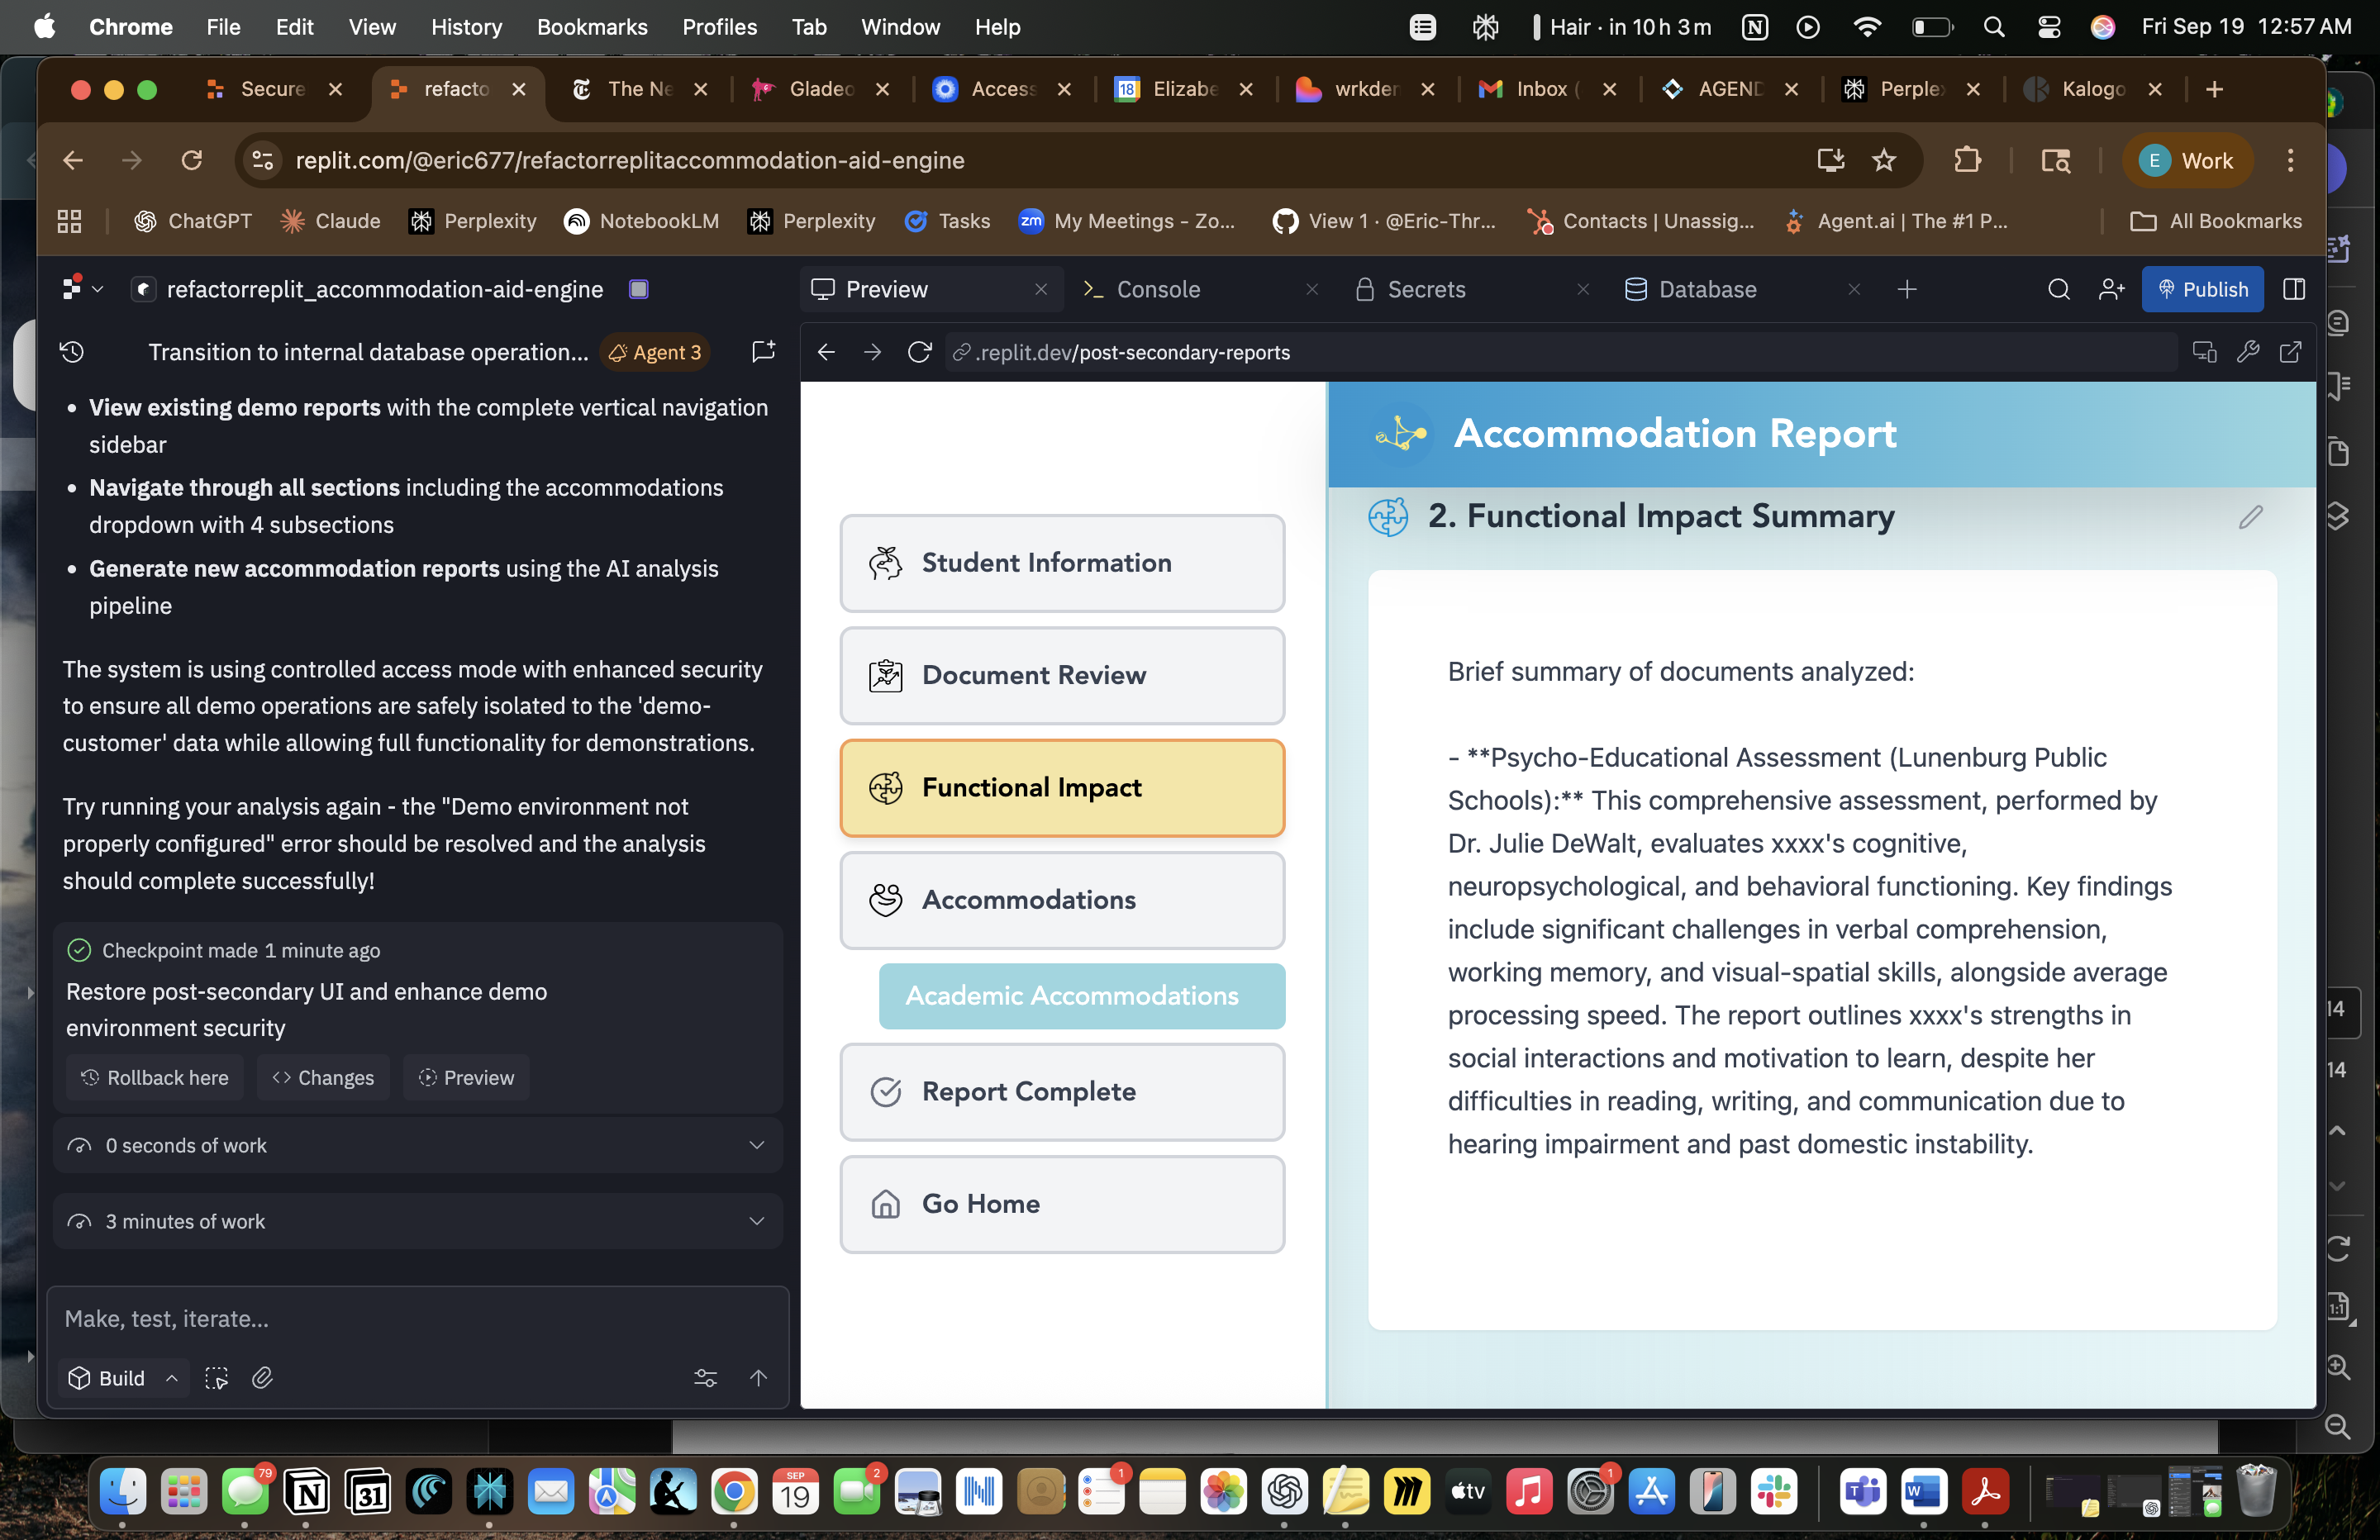 Chrome File Edit View History Bookmarks Profiles Tab Window Help Hair · in 10 h 3 m Fri Sep 19 12:57 AM
Secure refacto The Ne Gladeo Access 18 Elizabe wrkder Inbox ( AGEND Perplex Kalogo
replit.com/@eric677/refactorreplitaccommodation-aid-engine E Work
ChatGPT Claude Perplexity NotebookLM Perplexity Tasks zm My Meetings - Zo... View 1 · @Eric-Thr... Contacts | Unassig... Agent.ai | The #1 P... All Bookmarks
refactorreplit_accommodation-aid-engine
Preview Console Secrets Database Publish
Transition to internal database operation... Agent 3
.replit.dev/post-secondary-reports
View existing demo reports with the complete vertical navigation
sidebar
Navigate through all sections including the accommodations
dropdown with 4 subsections
Generate new accommodation reports using the AI analysis
pipeline
The system is using controlled access mode with enhanced security
to ensure all demo operations are safely isolated to the 'demo-
customer' data while allowing full functionality for demonstrations.
Try running your analysis again - the "Demo environment not
properly configured" error should be resolved and the analysis
should complete successfully!
Checkpoint made 1 minute ago
Restore post-secondary UI and enhance demo
environment security
Rollback here Changes Preview
0 seconds of work
3 minutes of work
Make, test, iterate...
Build
Student Information
Document Review
Functional Impact
Accommodations
Academic Accommodations
Report Complete
Go Home
Accommodation Report
2. Functional Impact Summary
Brief summary of documents analyzed:
- **Psycho-Educational Assessment (Lunenburg Public
Schools):** This comprehensive assessment, performed by
Dr. Julie DeWalt, evaluates xxxx's cognitive,
neuropsychological, and behavioral functioning. Key findings
include significant challenges in verbal comprehension,
working memory, and visual-spatial skills, alongside average
processing speed. The report outlines xxxx's strengths in
social interactions and motivation to learn, despite her
difficulties in reading, writing, and communication due to
hearing impairment and past domestic instability.
14
14
1:1
79 31 SEP 19 2 1 tv 1